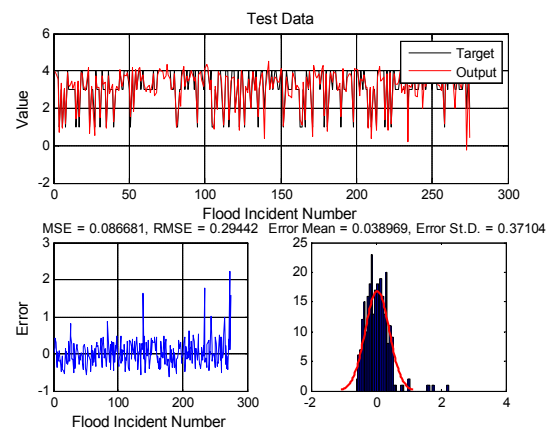 Test Data
6
4
2
0
-2
Value
Target
Output
0 50 100 150 200 250 300
Flood Incident Number
MSE = 0.086681, RMSE = 0.29442 Error Mean = 0.038969, Error St.D. = 0.37104
3
2
1
0
-1
Error
0 100 200 300
Flood Incident Number
25
20
15
10
5
0
-2 0 2 4